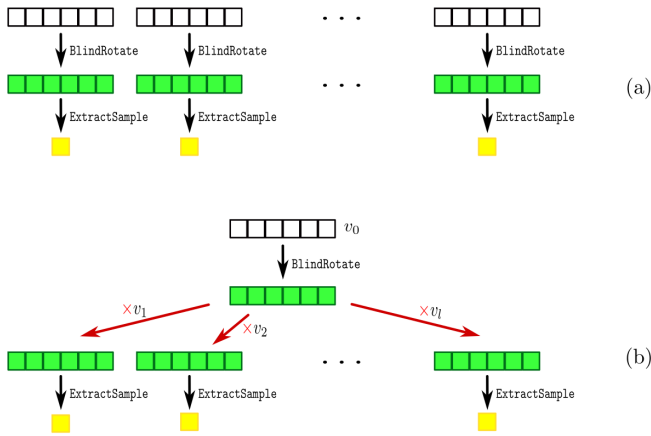 . . .
BlindRotate BlindRotate BlindRotate
. . .
(a)
ExtractSample ExtractSample ExtractSample
v₀
BlindRotate
×v₁ ×v₂ ×vₗ
. . .
(b)
ExtractSample ExtractSample ExtractSample